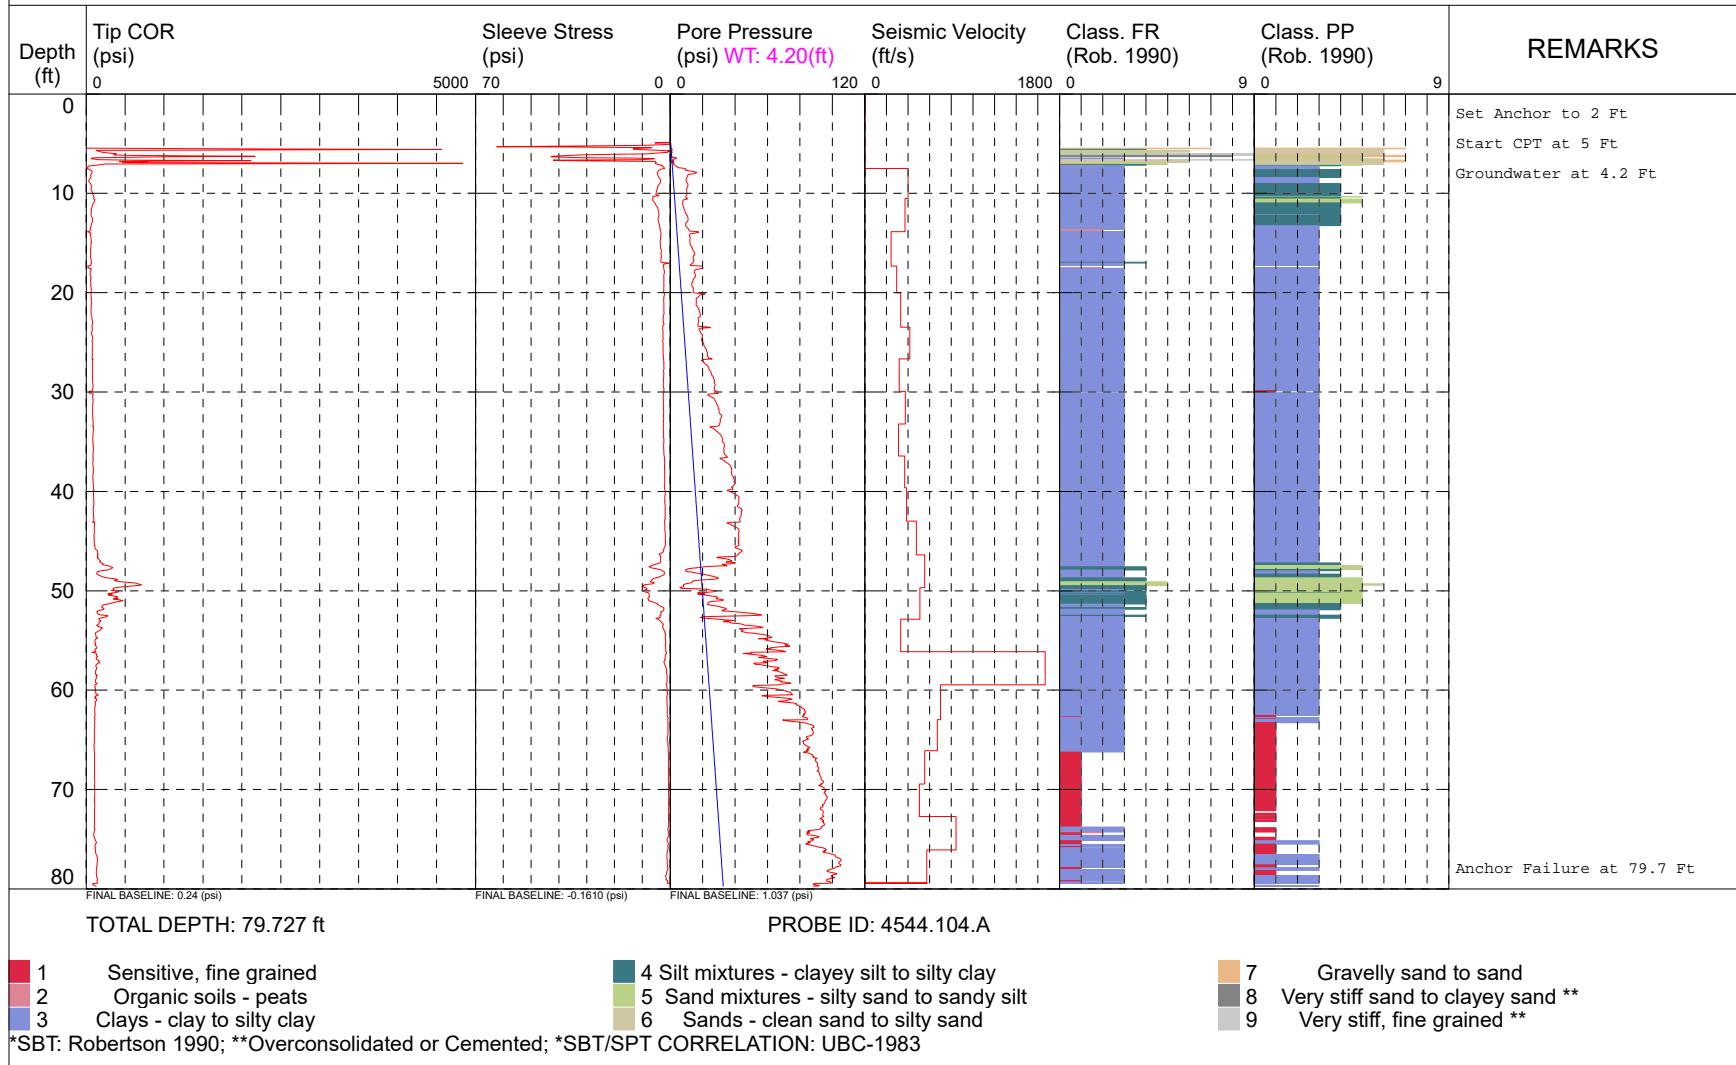 Depth (ft)
Tip COR (psi)
0 5000
Sleeve Stress (psi)
70 0
Pore Pressure (psi) WT: 4.20(ft)
0 120
Seismic Velocity (ft/s)
0 1800
Class. FR (Rob. 1990)
0 9
Class. PP (Rob. 1990)
0 9
REMARKS
0
10
20
30
40
50
60
70
80
Set Anchor to 2 Ft
Start CPT at 5 Ft
Groundwater at 4.2 Ft
Anchor Failure at 79.7 Ft
FINAL BASELINE: 0.24 (psi)
FINAL BASELINE: -0.1610 (psi)
FINAL BASELINE: 1.037 (psi)
TOTAL DEPTH: 79.727 ft
PROBE ID: 4544.104.A
1 Sensitive, fine grained
2 Organic soils - peats
3 Clays - clay to silty clay
4 Silt mixtures - clayey silt to silty clay
5 Sand mixtures - silty sand to sandy silt
6 Sands - clean sand to silty sand
7 Gravelly sand to sand
8 Very stiff sand to clayey sand **
9 Very stiff, fine grained **
*SBT: Robertson 1990; **Overconsolidated or Cemented; *SBT/SPT CORRELATION: UBC-1983